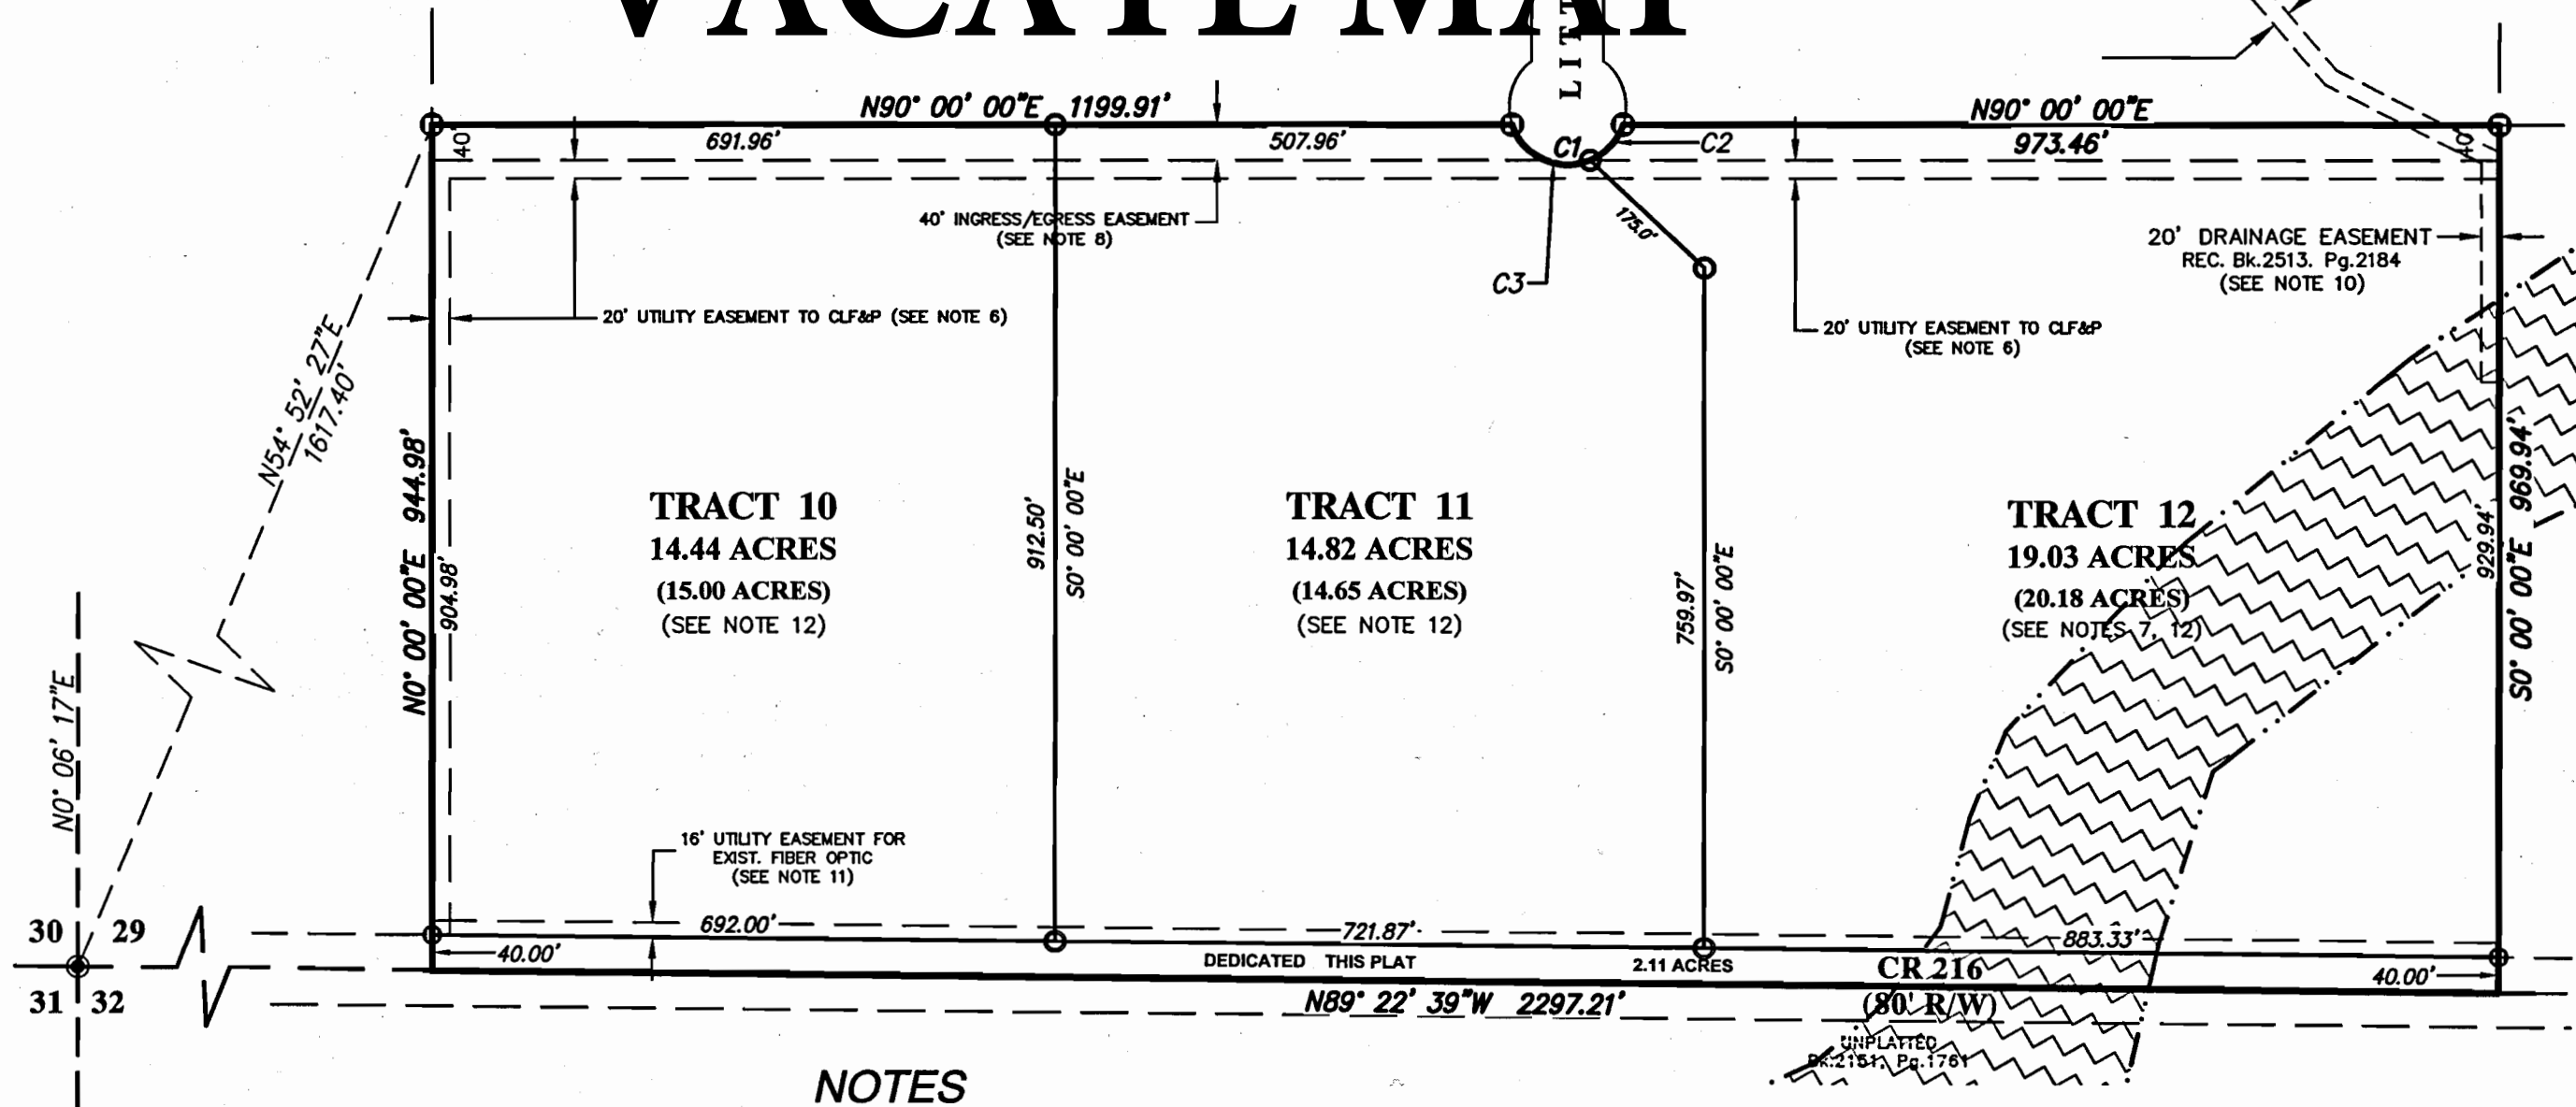 VACATE MAP
LITT
N90° 00' 00"E 1199.91'
N90° 00' 00"E
40'
691.96'
507.96'
C1
C2
973.46'
40'
175.0'
40' INGRESS/EGRESS EASEMENT
(SEE NOTE 8)
C3
20' DRAINAGE EASEMENT
REC. Bk.2513. Pg.2184
(SEE NOTE 10)
20' UTILITY EASEMENT TO CLF&P (SEE NOTE 6)
20' UTILITY EASEMENT TO CLF&P
(SEE NOTE 6)
N54° 52' 27"E
1617.40'
N0° 00' 00"E 944.98'
904.98'
TRACT 10
14.44 ACRES
(15.00 ACRES)
(SEE NOTE 12)
912.50'
S0° 00' 00"E
TRACT 11
14.82 ACRES
(14.65 ACRES)
(SEE NOTE 12)
759.97'
S0° 00' 00"E
TRACT 12
19.03 ACRES
(20.18 ACRES)
(SEE NOTES 7, 12)
929.94'
S0° 00' 00"E 969.94'
N0° 06' 17"E
16' UTILITY EASEMENT FOR
EXIST. FIBER OPTIC
(SEE NOTE 11)
30 29
692.00'
721.87'
883.33'
40.00'
DEDICATED THIS PLAT
2.11 ACRES
CR 216
40.00'
31 32
N89° 22' 39"W 2297.21'
(80' R/W)
UNPLATTED
Bk.2151, Pg.1761
NOTES